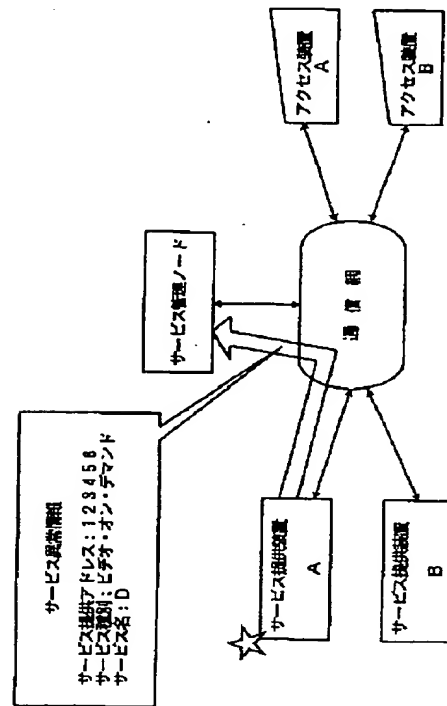 サービス異常情報
サービス提供アドレス:123456
サービス種別:ビデオ・オン・デマンド
サービス名:D
サービス管理ノード
サービス提供装置
A
サービス提供装置
B
通信網
アクセス装置
A
アクセス装置
B